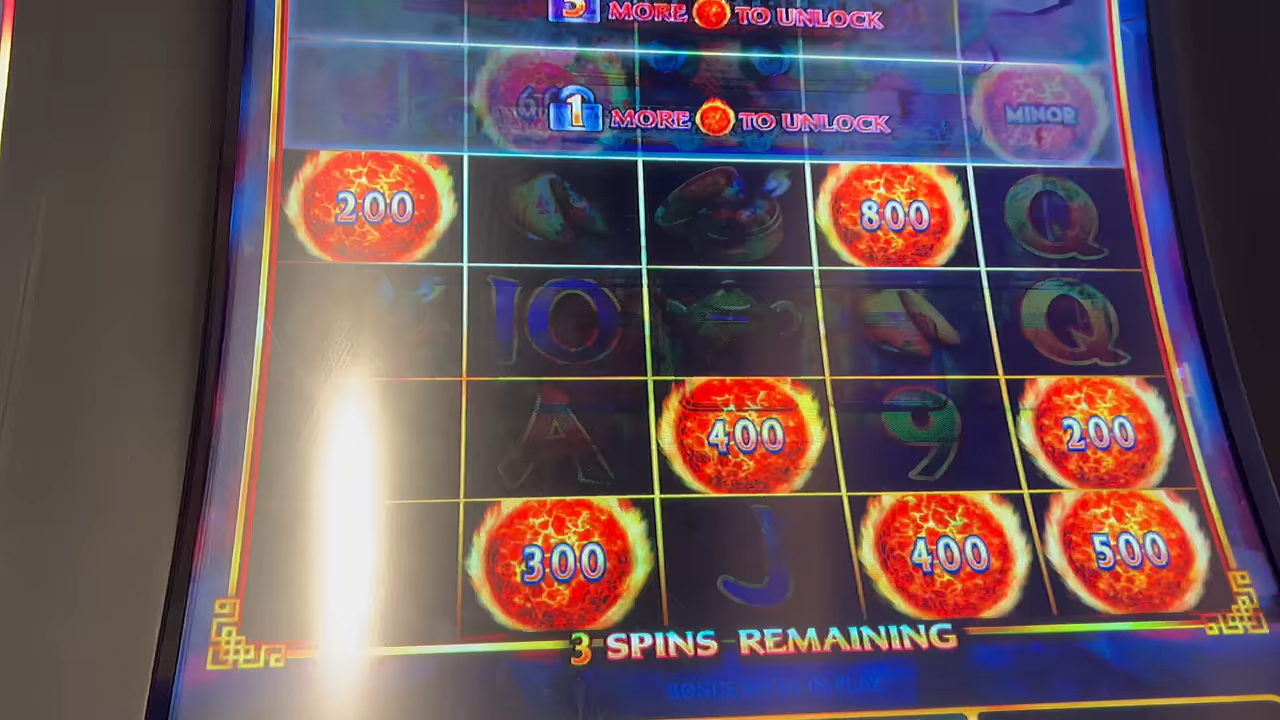 5 MORE TO UNLOCK
1 MORE TO UNLOCK
MINOR
200 800 Q
10 Q
A 400 9 200
300 J 400 500
3 SPINS REMAINING